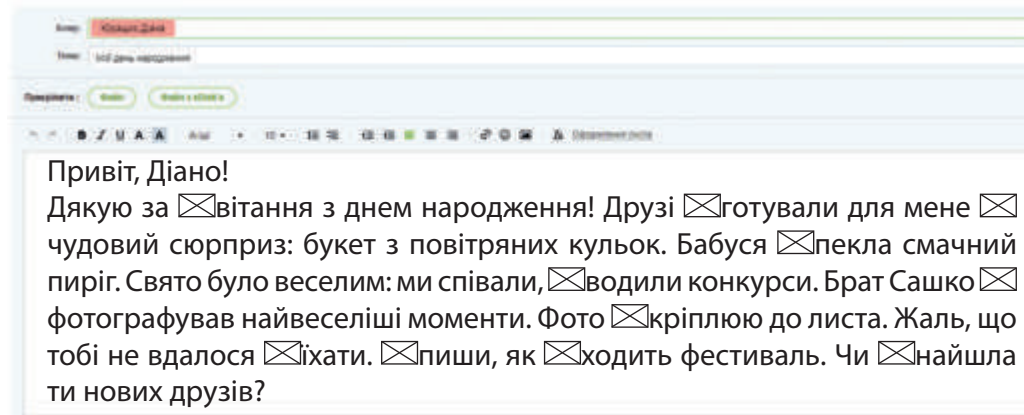 Привіт, Діано!
Дякую за вітання з днем народження! Друзі готували для мене
чудовий сюрприз: букет з повітряних кульок. Бабуся пекла смачний
пиріг. Свято було веселим: ми співали, водили конкурси. Брат Сашко
фотографував найвеселіші моменти. Фото кріплюю до листа. Жаль, що
тобі не вдалося їхати. пиши, як ходить фестиваль. Чи найшла
ти нових друзів?